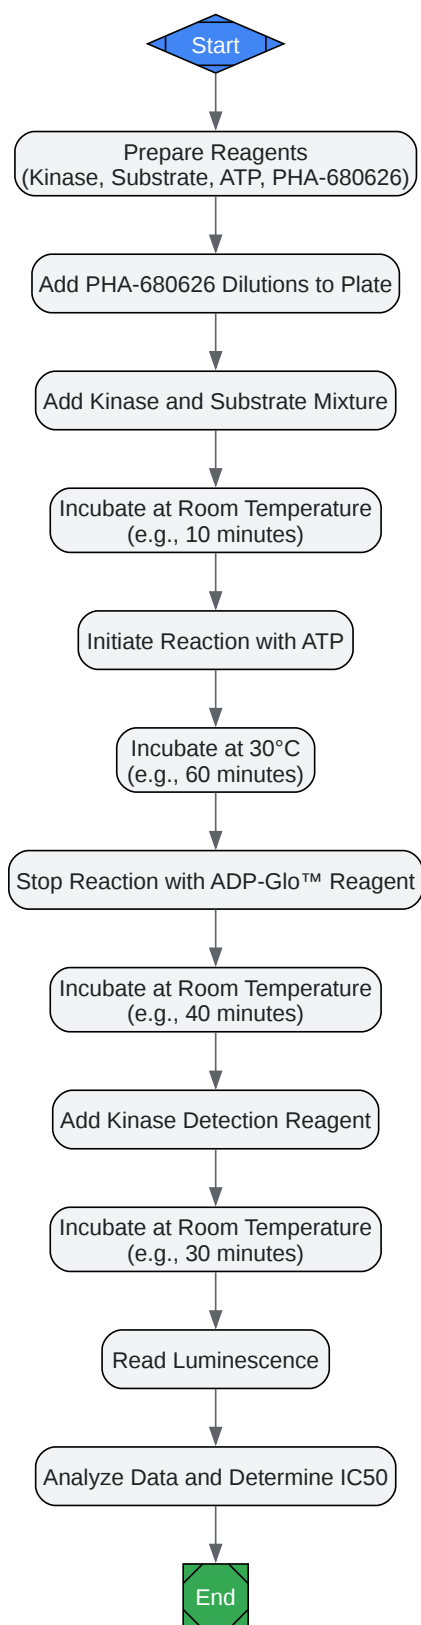 Start
Prepare Reagents
(Kinase, Substrate, ATP, PHA-680626)
Add PHA-680626 Dilutions to Plate
Add Kinase and Substrate Mixture
Incubate at Room Temperature
(e.g., 10 minutes)
Initiate Reaction with ATP
Incubate at 30°C
(e.g., 60 minutes)
Stop Reaction with ADP-Glo™ Reagent
Incubate at Room Temperature
(e.g., 40 minutes)
Add Kinase Detection Reagent
Incubate at Room Temperature
(e.g., 30 minutes)
Read Luminescence
Analyze Data and Determine IC50
End